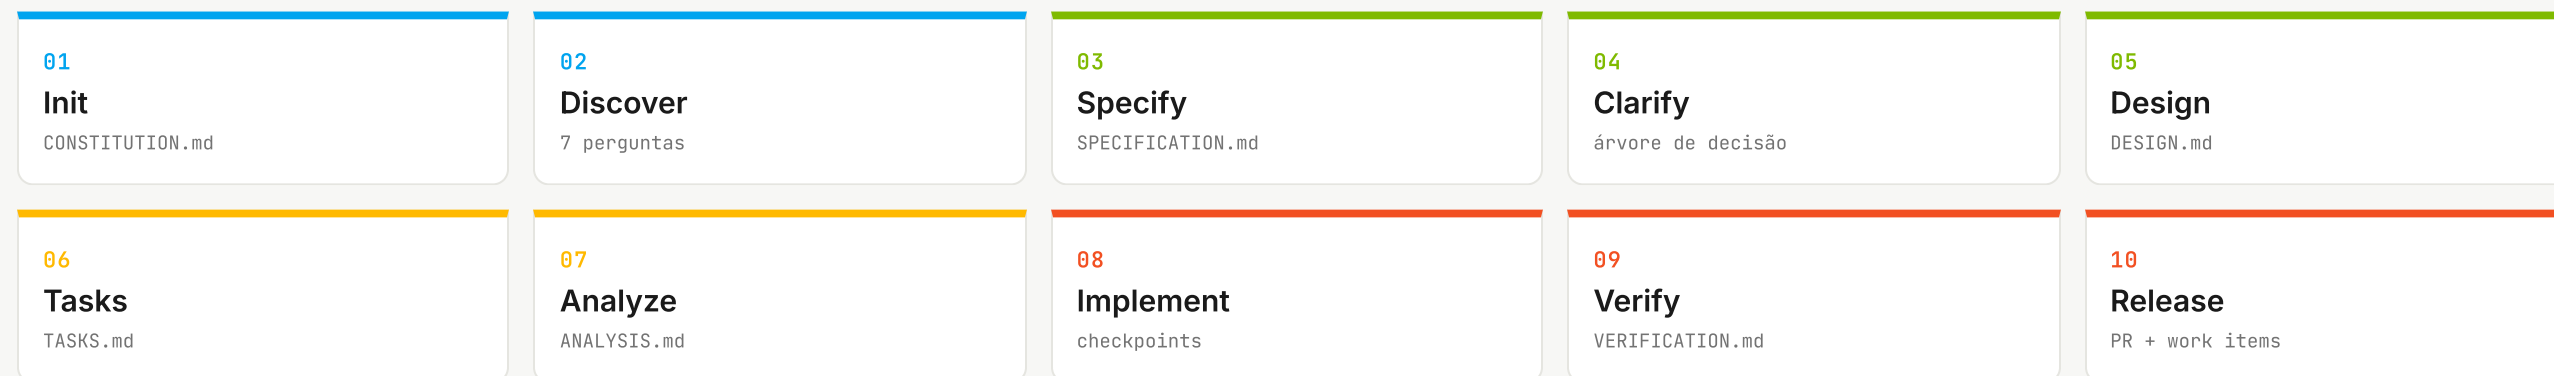 01
Init
CONSTITUTION.md
02
Discover
7 perguntas
03
Specify
SPECIFICATION.md
04
Clarify
árvore de decisão
05
Design
DESIGN.md
06
Tasks
TASKS.md
07
Analyze
ANALYSIS.md
08
Implement
checkpoints
09
Verify
VERIFICATION.md
10
Release
PR + work items